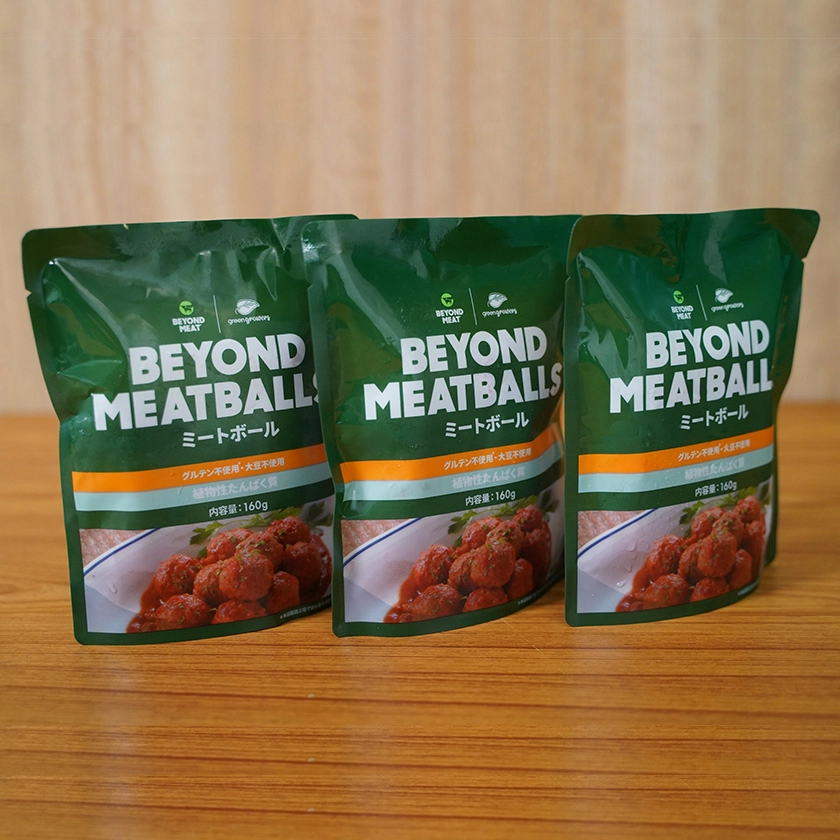 BEYOND MEAT
greengrowers
BEYOND
MEATBALLS
ミートボール
グルテン不使用*・大豆不使用
植物性たんぱく質
内容量：160g
BEYOND MEAT
greengrowers
BEYOND
MEATBALLS
ミートボール
グルテン不使用*・大豆不使用
植物性たんぱく質
内容量：160g
BEYOND MEAT
greengrowers
BEYOND
MEATBALL
ミートボール
グルテン不使用*・大豆不使用
植物性たんぱく質
内容量：160g